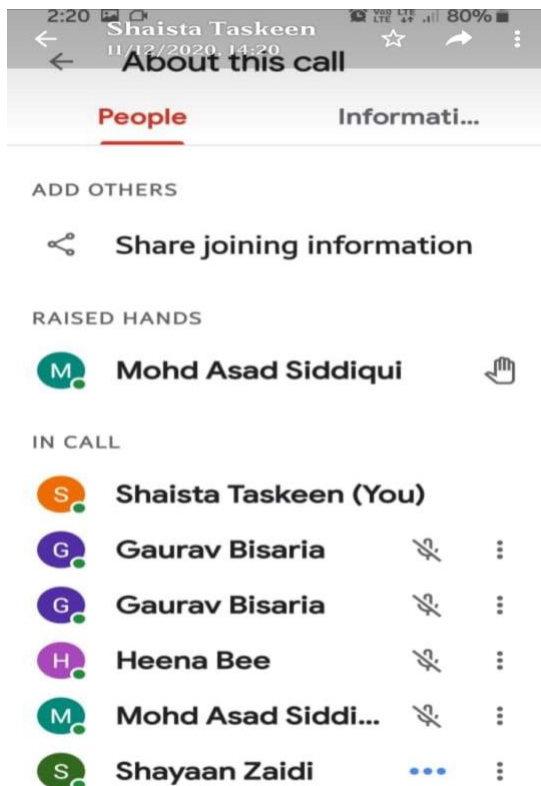 2:20 80%
Shaista Taskeen
11/12/2020, 14:20
About this call
People Informati...
ADD OTHERS
Share joining information
RAISED HANDS
M Mohd Asad Siddiqui
IN CALL
S Shaista Taskeen (You)
G Gaurav Bisaria
G Gaurav Bisaria
H Heena Bee
M Mohd Asad Siddi...
S Shayaan Zaidi